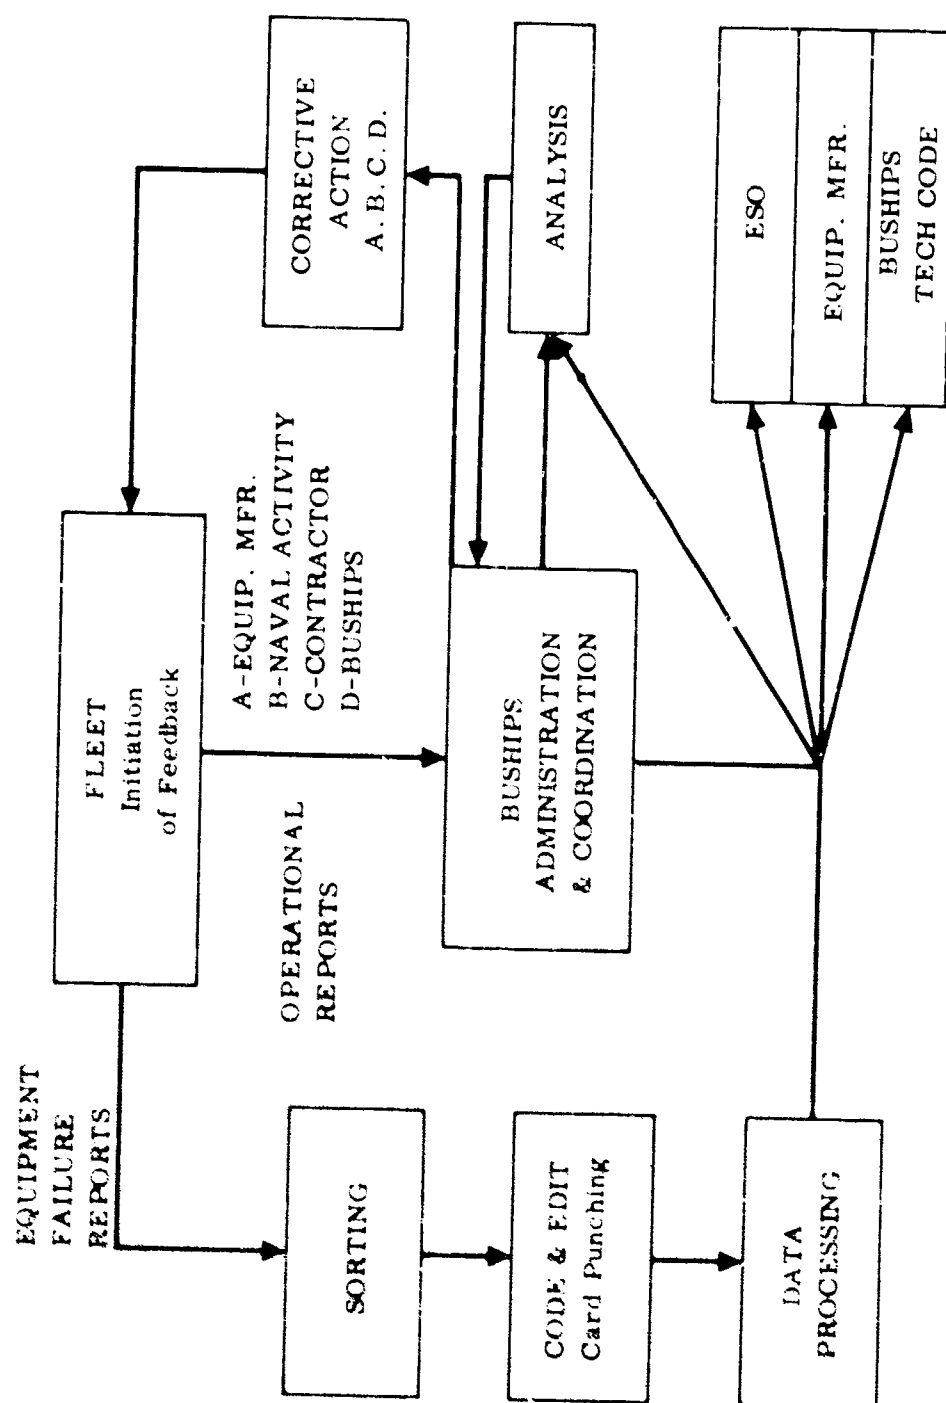 EQUIPMENT
FAILURE
REPORTS
FLEET
Initiation
of Feedback
OPERATIONAL
REPORTS
A-EQUIP. MFR.
B-NAVAL ACTIVITY
C-CONTRACTOR
D-BUSHIPS
CORRECTIVE
ACTION
A.B.C.D.
SORTING
CODE & EDIT
Card Punching
DATA
PROCESSING
BUSHIPS
ADMINISTRATION
& COORDINATION
ANALYSIS
ESO
EQUIP. MFR.
BUSHIPS
TECH CODE